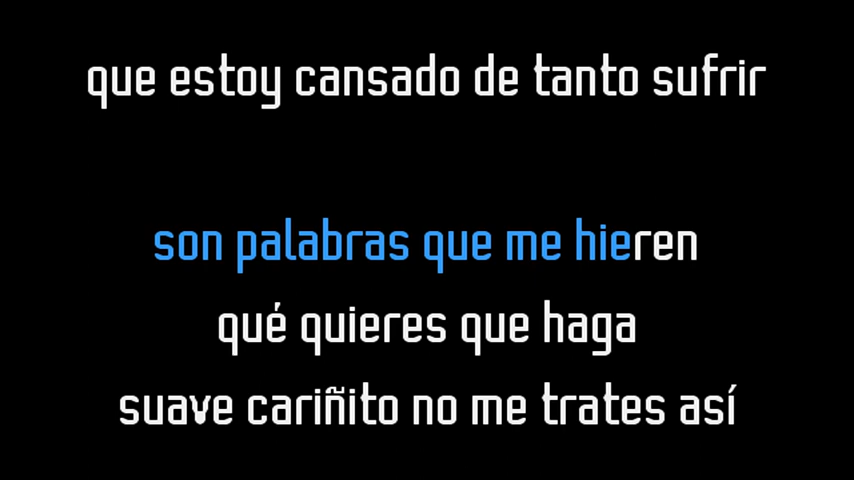 que estoy cansado de tanto sufrir
son palabras que me hieren
qué quieres que haga
suave cariñito no me trates así